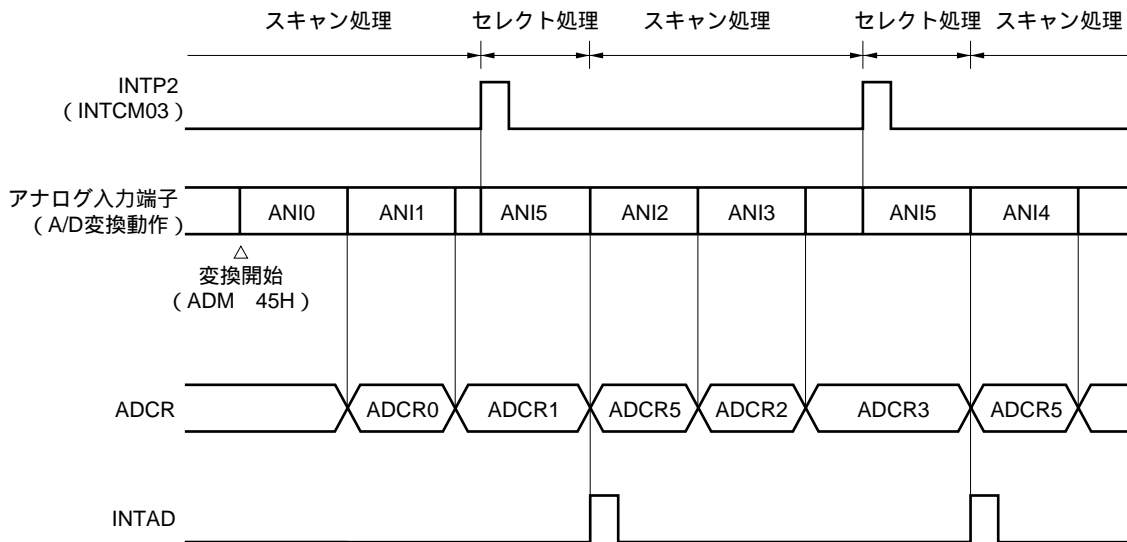 スキャン処理 セレクト処理 スキャン処理 セレクト処理 スキャン処理
INTP2
(INTCM03)
アナログ入力端子
(A/D変換動作)
ANI0 ANI1 ANI5 ANI2 ANI3 ANI5 ANI4
△
変換開始
(ADM 45H)
ADCR ADCR0 ADCR1 ADCR5 ADCR2 ADCR3 ADCR5
INTAD